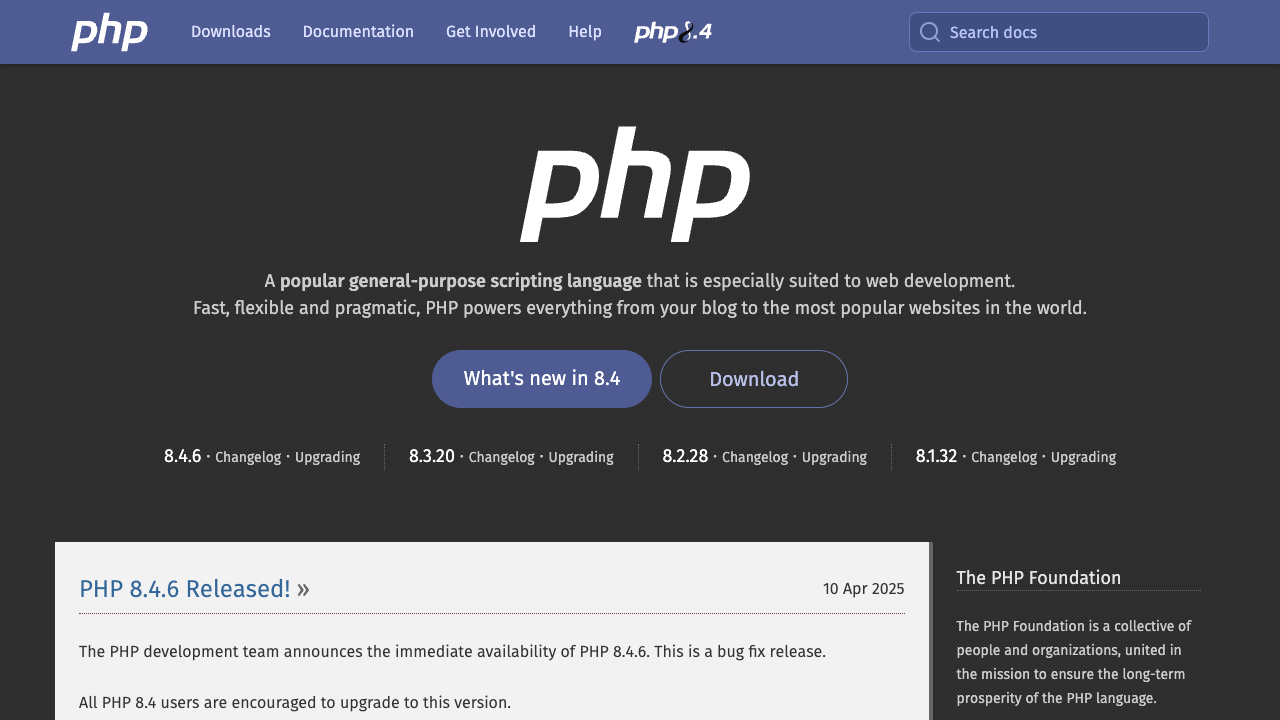 php Downloads Documentation Get Involved Help php8.4 Search docs
php
A popular general-purpose scripting language that is especially suited to web development.
Fast, flexible and pragmatic, PHP powers everything from your blog to the most popular websites in the world.
What's new in 8.4 Download
8.4.6 · Changelog · Upgrading 8.3.20 · Changelog · Upgrading 8.2.28 · Changelog · Upgrading 8.1.32 · Changelog · Upgrading
PHP 8.4.6 Released! » 10 Apr 2025
The PHP development team announces the immediate availability of PHP 8.4.6. This is a bug fix release.
All PHP 8.4 users are encouraged to upgrade to this version.
The PHP Foundation
The PHP Foundation is a collective of
people and organizations, united in
the mission to ensure the long-term
prosperity of the PHP language.